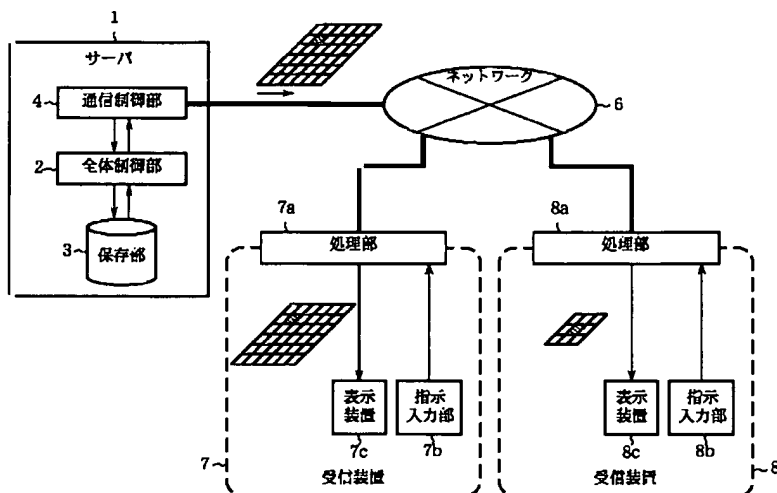 1
サーバ
4
通信制御部
2
全体制御部
3
保存部
ネットワーク
6
7a
処理部
8a
処理部
表示
装置
7c
指示
入力部
7b
表示
装置
8c
指示
入力部
8b
7
受信装置
受信装置
8